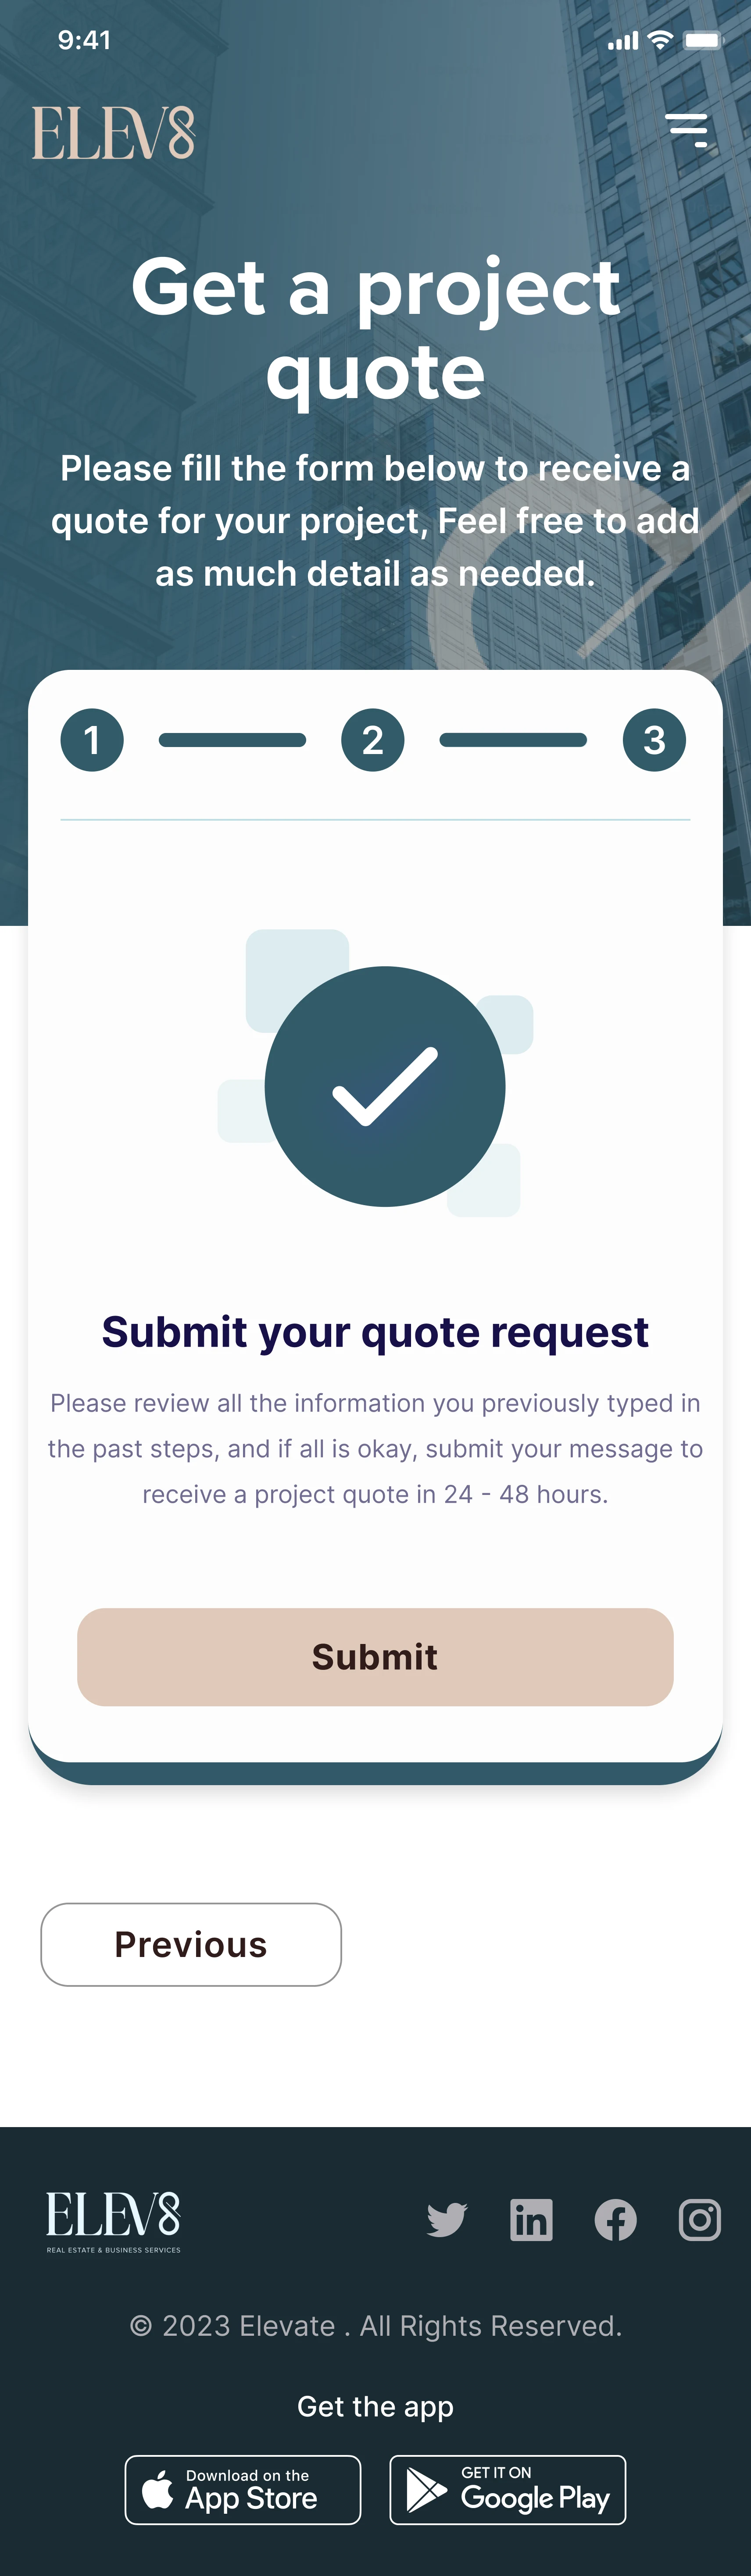 9:41
ELEV8
Get a project
quote
Please fill the form below to receive a
quote for your project, Feel free to add
as much detail as needed.
1 2 3
Submit your quote request
Please review all the information you previously typed in
the past steps, and if all is okay, submit your message to
receive a project quote in 24 - 48 hours.
Submit
Previous
ELEV8
REAL ESTATE & BUSINESS SERVICES
in
© 2023 Elevate . All Rights Reserved.
Get the app
Download on the
App Store
GET IT ON
Google Play